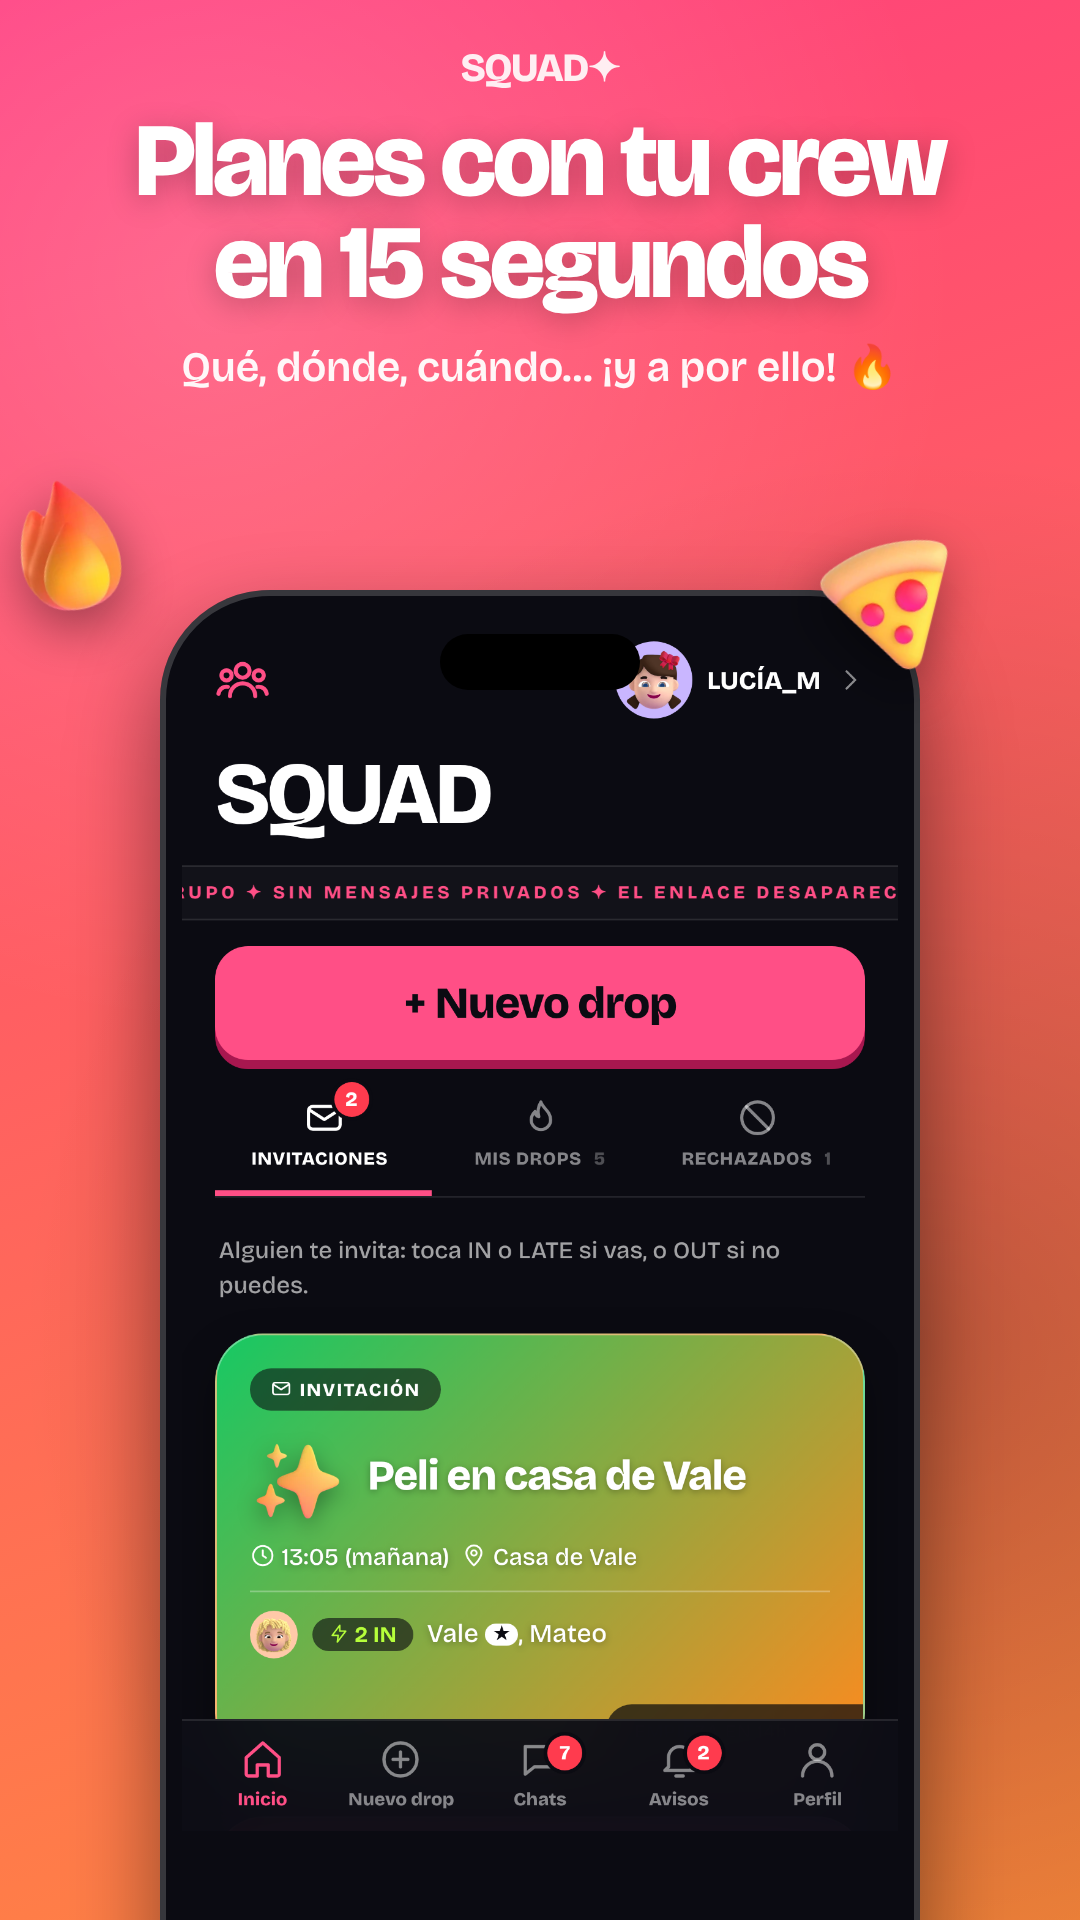 SQUAD✦
Planes con tu crew
en 15 segundos
Qué, dónde, cuándo... ¡y a por ello! 🔥
LUCÍA_M
SQUAD
✦ SIN MENSAJES PRIVADOS ✦ EL ENLACE
+ Nuevo drop
2
INVITACIONES
MIS DROPS 5
RECHAZADOS 1
Alguien te invita: toca IN o LATE si vas, o OUT si no
puedes.
INVITACIÓN
Peli en casa de Vale
13:05 (mañana) Casa de Vale
2 IN Vale ★, Mateo
7
2
Inicio
Nuevo drop
Chats
Avisos
Perfil